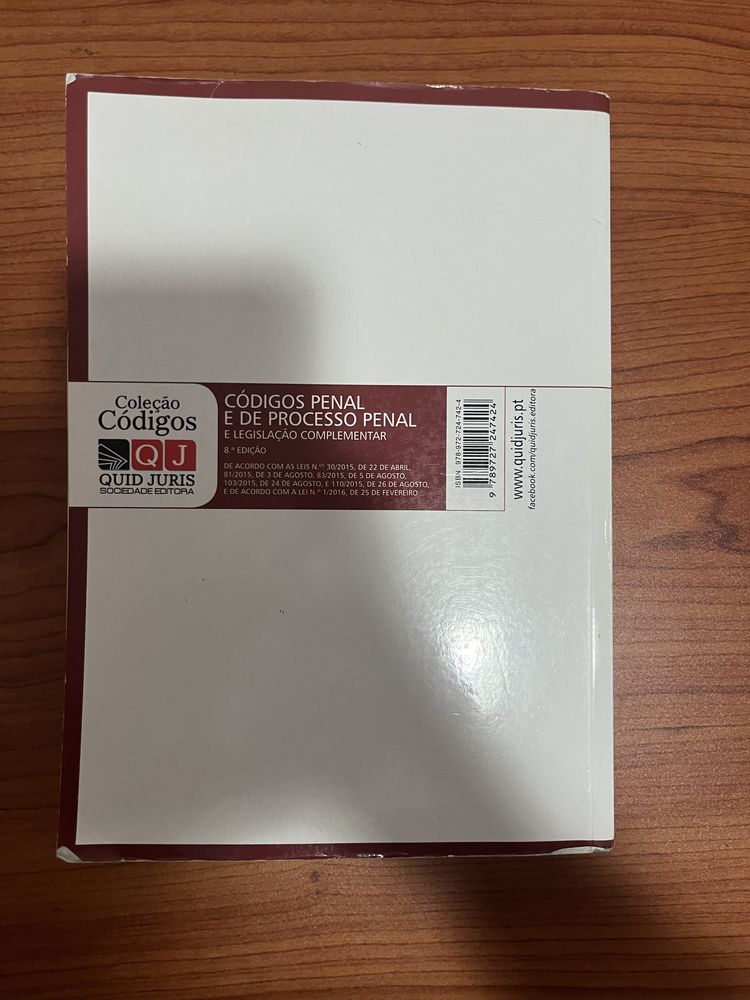 Coleção
Códigos
QJ
QUID JURIS
SOCIEDADE EDITORA
CÓDIGOS PENAL
E DE PROCESSO PENAL
E LEGISLAÇÃO COMPLEMENTAR
8.ª EDIÇÃO
DE ACORDO COM AS LEIS N.ºs 30/2015, DE 22 DE ABRIL,
81/2015, DE 3 DE AGOSTO, 83/2015, DE 5 DE AGOSTO,
103/2015, DE 24 DE AGOSTO, E 110/2015, DE 26 DE AGOSTO,
E DE ACORDO COM A LEI N.º 1/2016, DE 25 DE FEVEREIRO
ISBN 978-972-724-742-4
9 789727 247424
www.quidjuris.pt
facebook.com/quidjuris.editora